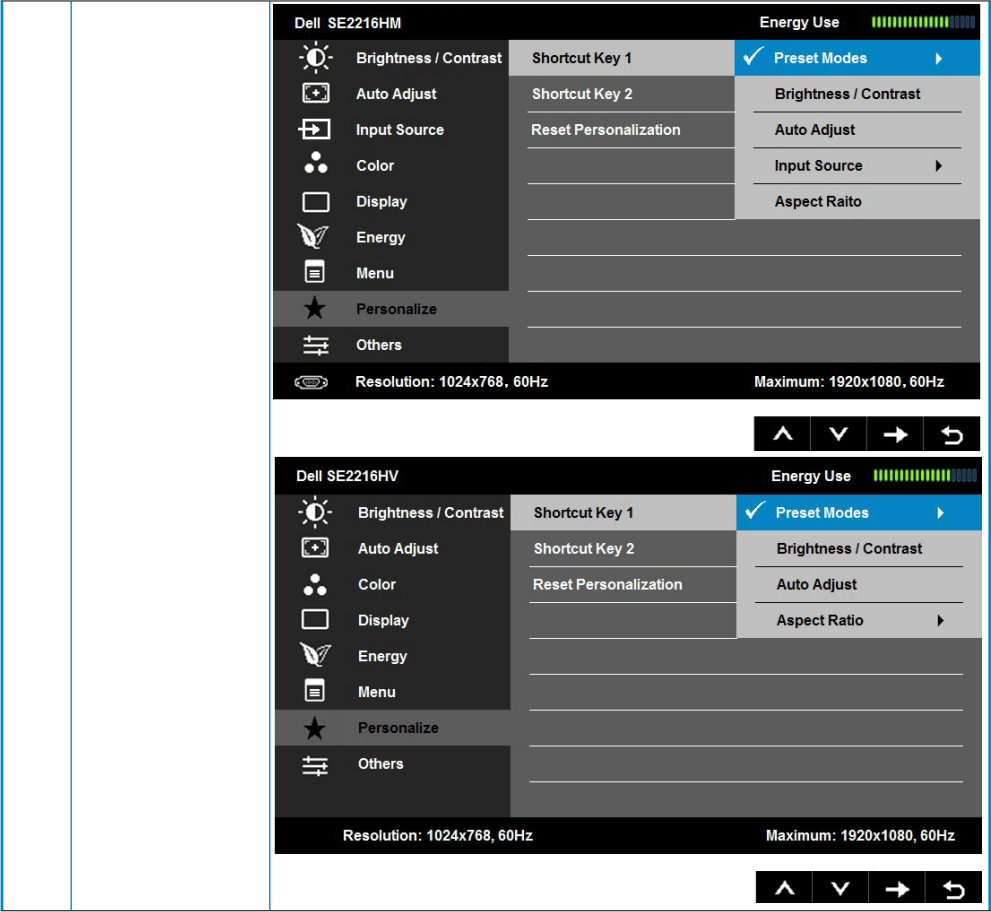 Dell SE2216HM Energy Use
Brightness / Contrast Shortcut Key 1 Preset Modes
Auto Adjust Shortcut Key 2 Brightness / Contrast
Input Source Reset Personalization Auto Adjust
Color Input Source
Display Aspect Raito
Energy
Menu
Personalize
Others
Resolution: 1024x768, 60Hz Maximum: 1920x1080, 60Hz
Dell SE2216HV Energy Use
Brightness / Contrast Shortcut Key 1 Preset Modes
Auto Adjust Shortcut Key 2 Brightness / Contrast
Color Reset Personalization Auto Adjust
Display Aspect Ratio
Energy
Menu
Personalize
Others
Resolution: 1024x768, 60Hz Maximum: 1920x1080, 60Hz